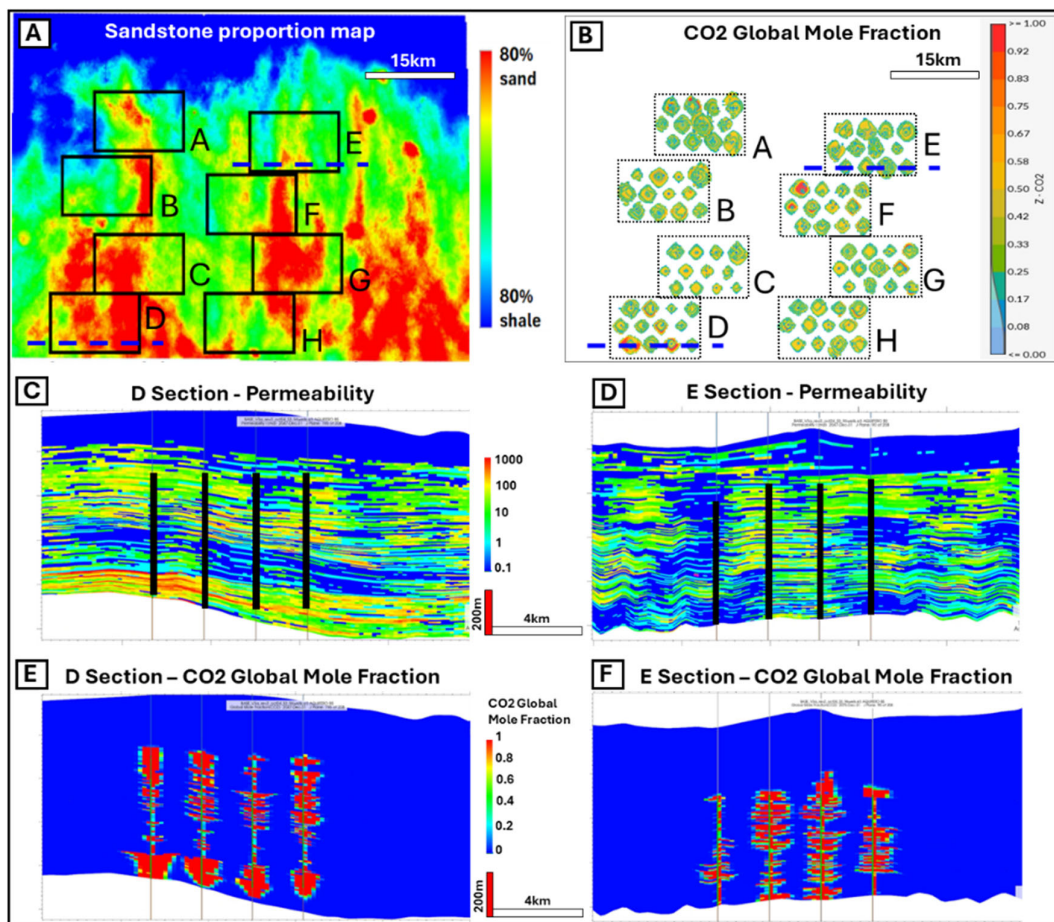 A
Sandstone proportion map
15km
80%
sand
80%
shale
A
B
C
D
E
F
G
H
B
CO2 Global Mole Fraction
15km
A
B
C
D
E
F
G
H
>= 1.00
0.92
0.83
0.75
0.67
0.58
0.50
0.42
0.33
0.25
0.17
0.08
<= 0.00
Z - CO2
C
D Section - Permeability
1000
100
10
1
0.1
200m
4km
D
E Section - Permeability
E
D Section – CO2 Global Mole Fraction
CO2 Global
Mole Fraction
1
0.8
0.6
0.4
0.2
0
200m
4km
F
E Section – CO2 Global Mole Fraction